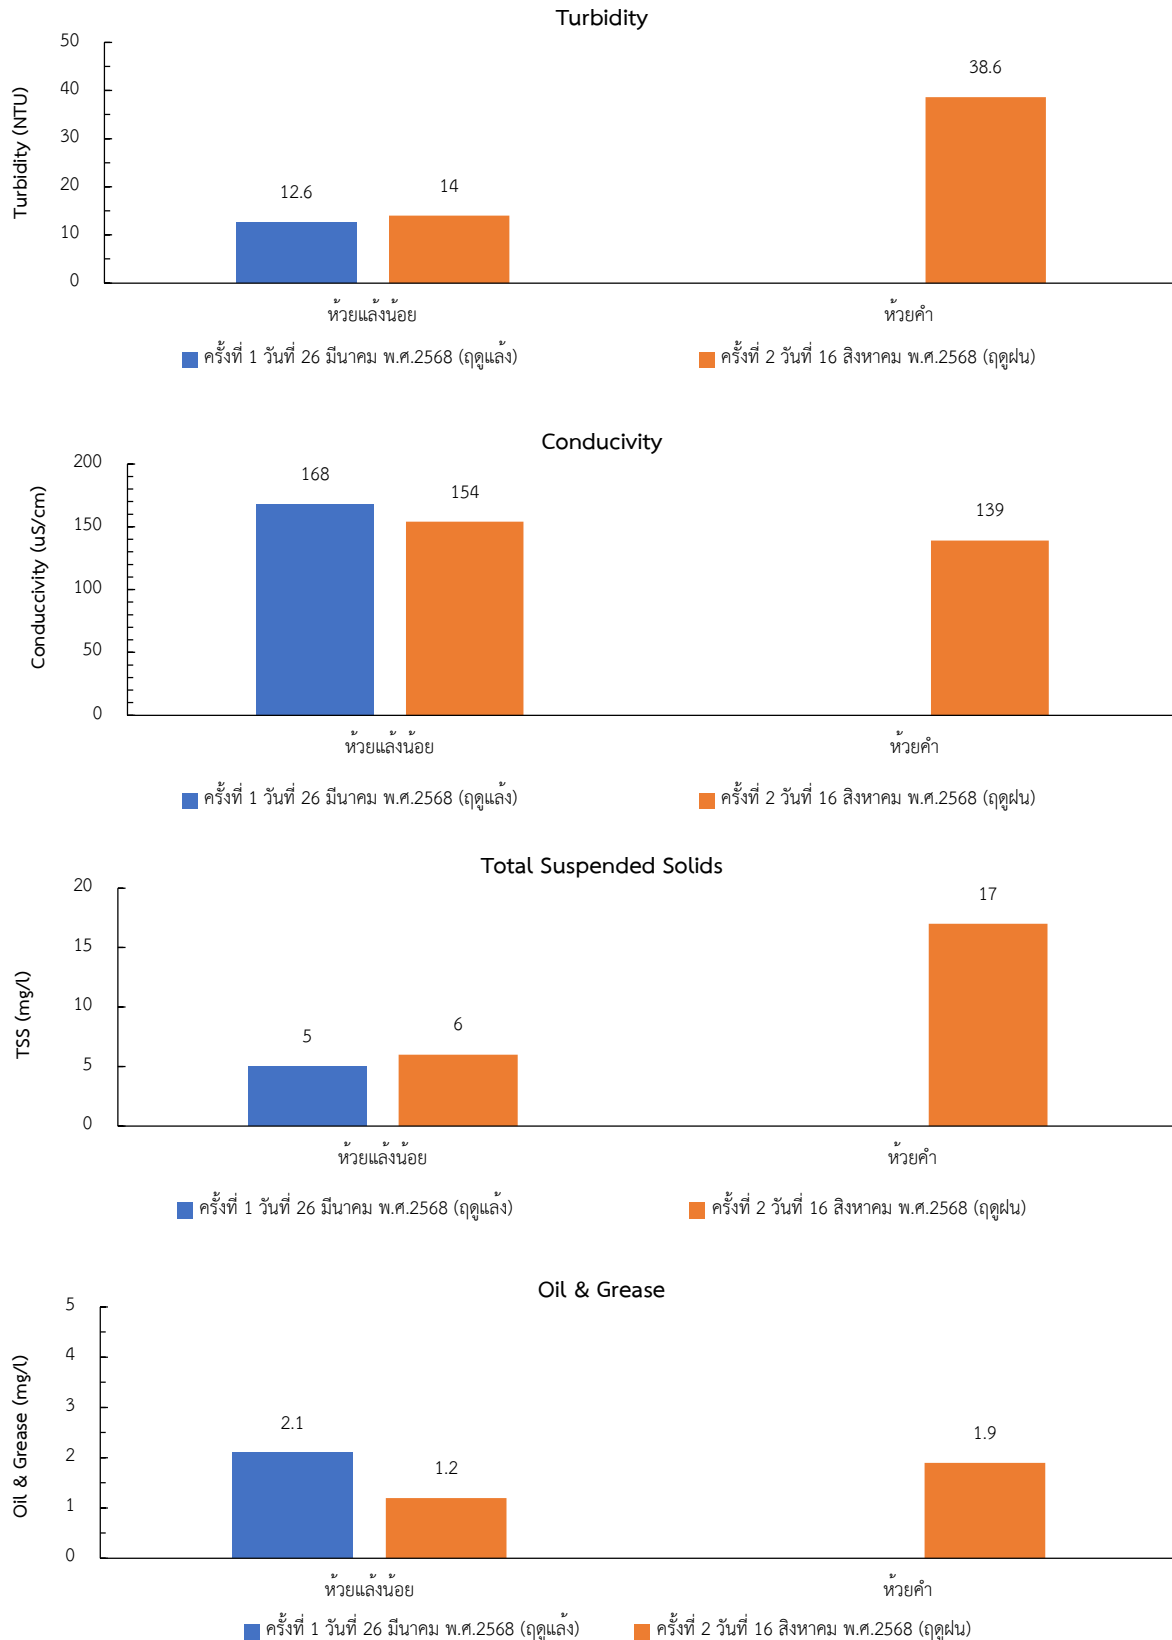 Turbidity
50
40
30
20
10
0
Turbidity (NTU)
12.6
14
38.6
ห้วยแล้งน้อย
ห้วยคำ
ครั้งที่ 1 วันที่ 26 มีนาคม พ.ศ.2568 (ฤดูแล้ง)
ครั้งที่ 2 วันที่ 16 สิงหาคม พ.ศ.2568 (ฤดูฝน)
Conducivity
200
150
100
50
0
Conduccivity (uS/cm)
168
154
139
ห้วยแล้งน้อย
ห้วยคำ
ครั้งที่ 1 วันที่ 26 มีนาคม พ.ศ.2568 (ฤดูแล้ง)
ครั้งที่ 2 วันที่ 16 สิงหาคม พ.ศ.2568 (ฤดูฝน)
Total Suspended Solids
20
15
10
5
0
TSS (mg/l)
5
6
17
ห้วยแล้งน้อย
ห้วยคำ
ครั้งที่ 1 วันที่ 26 มีนาคม พ.ศ.2568 (ฤดูแล้ง)
ครั้งที่ 2 วันที่ 16 สิงหาคม พ.ศ.2568 (ฤดูฝน)
Oil & Grease
5
4
3
2
1
0
Oil & Grease (mg/l)
2.1
1.2
1.9
ห้วยแล้งน้อย
ห้วยคำ
ครั้งที่ 1 วันที่ 26 มีนาคม พ.ศ.2568 (ฤดูแล้ง)
ครั้งที่ 2 วันที่ 16 สิงหาคม พ.ศ.2568 (ฤดูฝน)